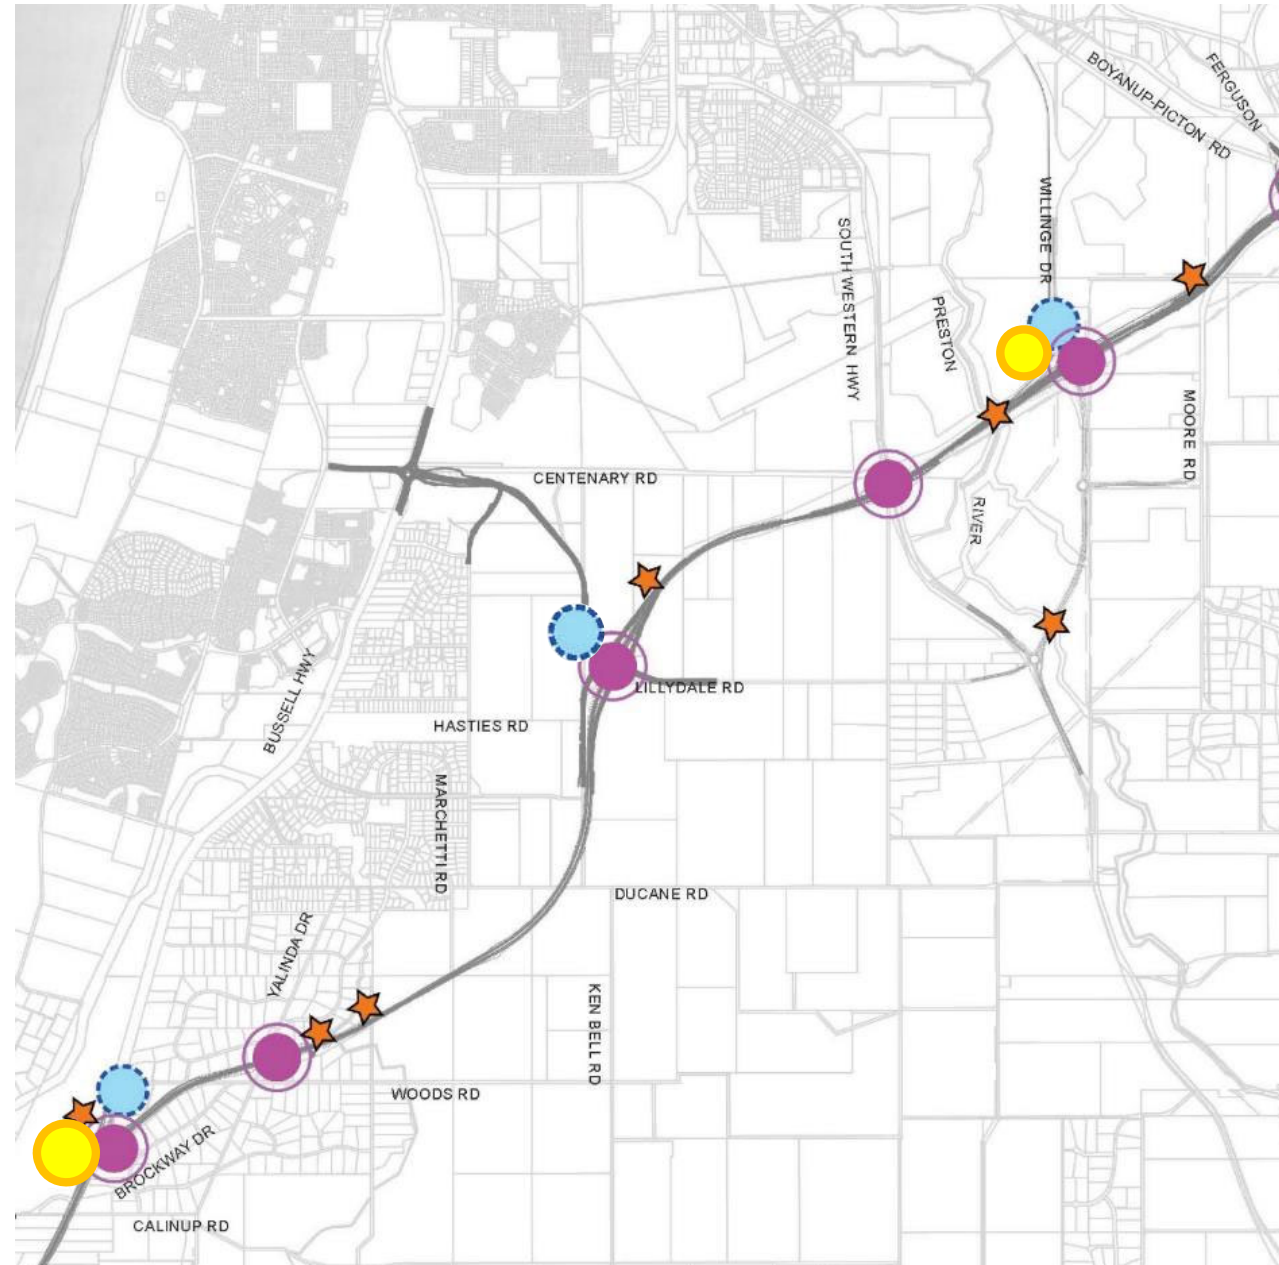 BOYANUP-PICTON RD
FERGUSON
WILLINGE DR
SOUTH WESTERN HWY
PRESTON
MOORE RD
CENTENARY RD
RIVER
BUSSELL HWY
LILLYDALE RD
HASTIES RD
MARCHETTI RD
DUCANE RD
YALINDA DR
KEN BELL RD
WOODS RD
BROCKWAY DR
CALINUP RD